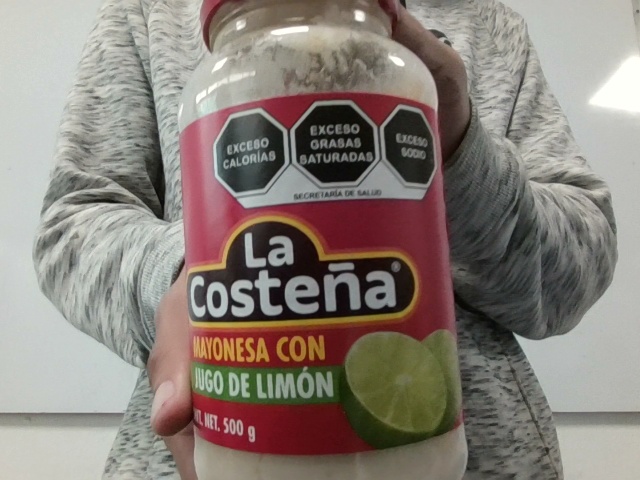 EXCESO
CALORÍAS
EXCESO
GRASAS
SATURADAS
EXCESO
SODIO
SECRETARÍA DE SALUD
La
Costeña®
MAYONESA CON
JUGO DE LIMÓN
NET. 500 g